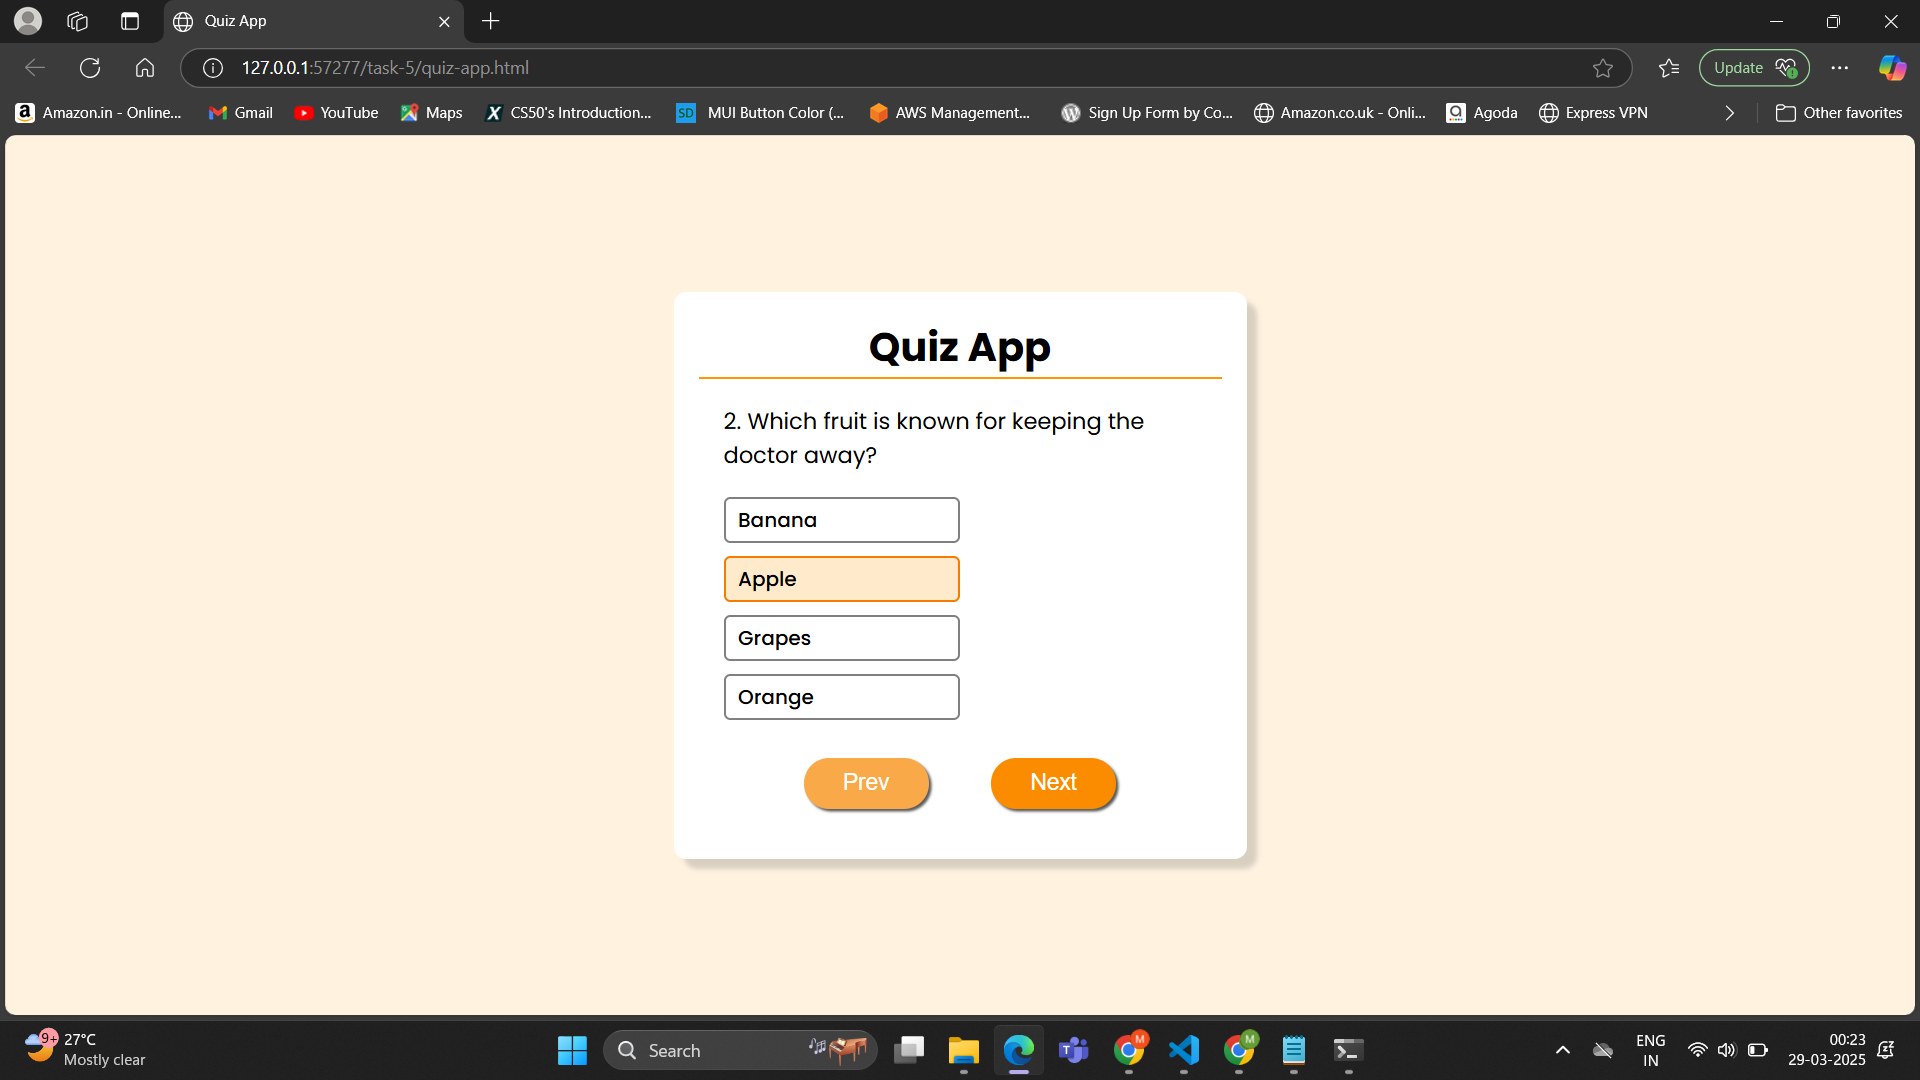 Quiz App
127.0.0.1:57277/task-5/quiz-app.html
Update
Amazon.in - Online...
Gmail
YouTube
Maps
CS50's Introduction...
SD
MUI Button Color (...
AWS Management...
Sign Up Form by Co...
Amazon.co.uk - Onli...
Agoda
Express VPN
Other favorites
Quiz App
2. Which fruit is known for keeping the
doctor away?
Banana
Apple
Grapes
Orange
Prev
Next
9+
27°C
Mostly clear
Search
M
M
ENG
IN
00:23
29-03-2025